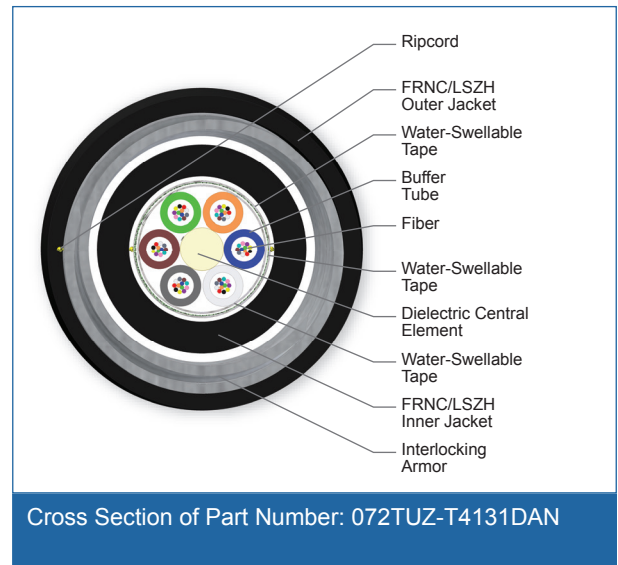 Ripcord
FRNC/LSZH
Outer Jacket
Water-Swellable
Tape
Buffer
Tube
Fiber
Water-Swellable
Tape
Dielectric Central
Element
Water-Swellable
Tape
FRNC/LSZH
Inner Jacket
Interlocking
Armor
Cross Section of Part Number: 072TUZ-T4131DAN